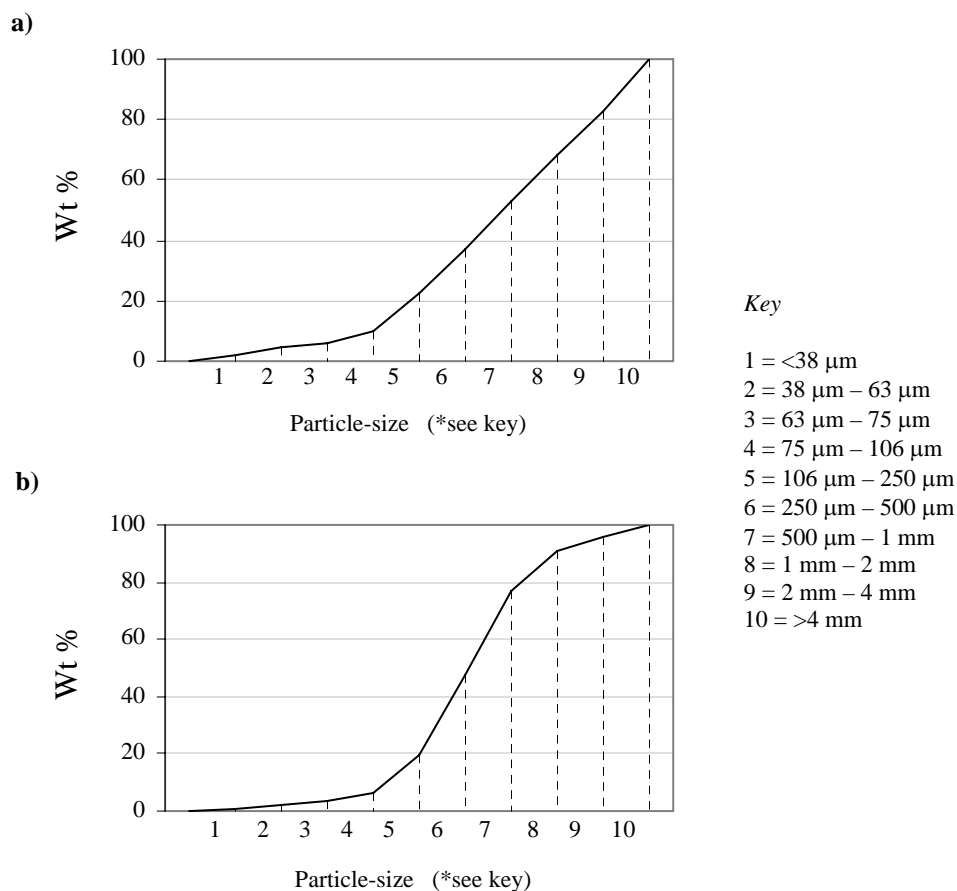 a)
100
80
60
40
20
0
Wt %
1 2 3 4 5 6 7 8 9 10
Particle-size (*see key)
b)
100
80
60
40
20
0
Wt %
1 2 3 4 5 6 7 8 9 10
Particle-size (*see key)
Key
1 = <38 μm
2 = 38 μm – 63 μm
3 = 63 μm – 75 μm
4 = 75 μm – 106 μm
5 = 106 μm – 250 μm
6 = 250 μm – 500 μm
7 = 500 μm – 1 mm
8 = 1 mm – 2 mm
9 = 2 mm – 4 mm
10 = >4 mm